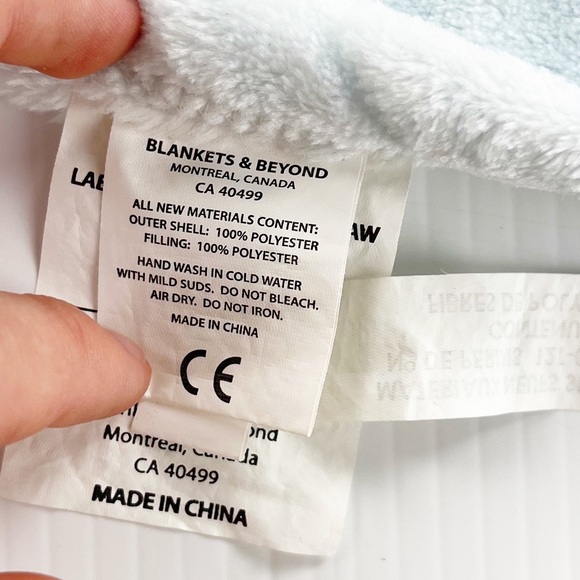 BLANKETS & BEYOND
MONTREAL, CANADA
CA 40499
ALL NEW MATERIALS CONTENT:
OUTER SHELL: 100% POLYESTER
FILLING: 100% POLYESTER
HAND WASH IN COLD WATER
WITH MILD SUDS. DO NOT BLEACH.
AIR DRY. DO NOT IRON.
MADE IN CHINA
CE
Montreal, Canada
CA 40499
MADE IN CHINA